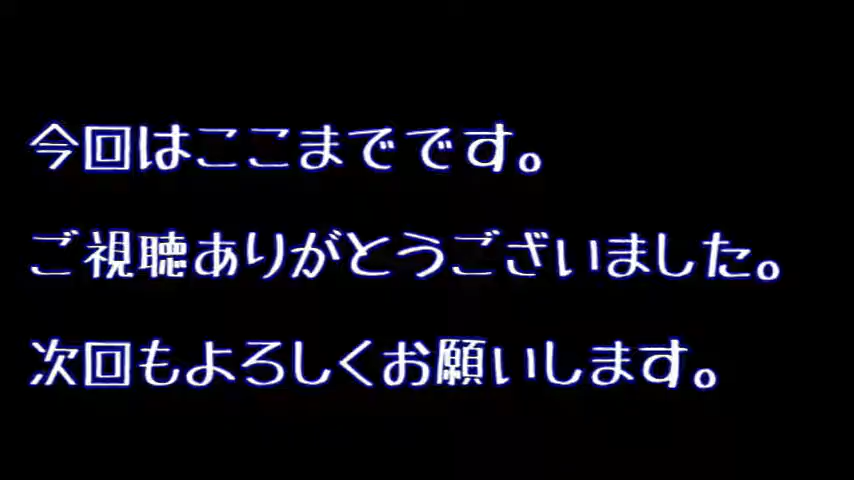 今回はここまでです。
ご視聴ありがとうございました。
次回もよろしくお願いします。